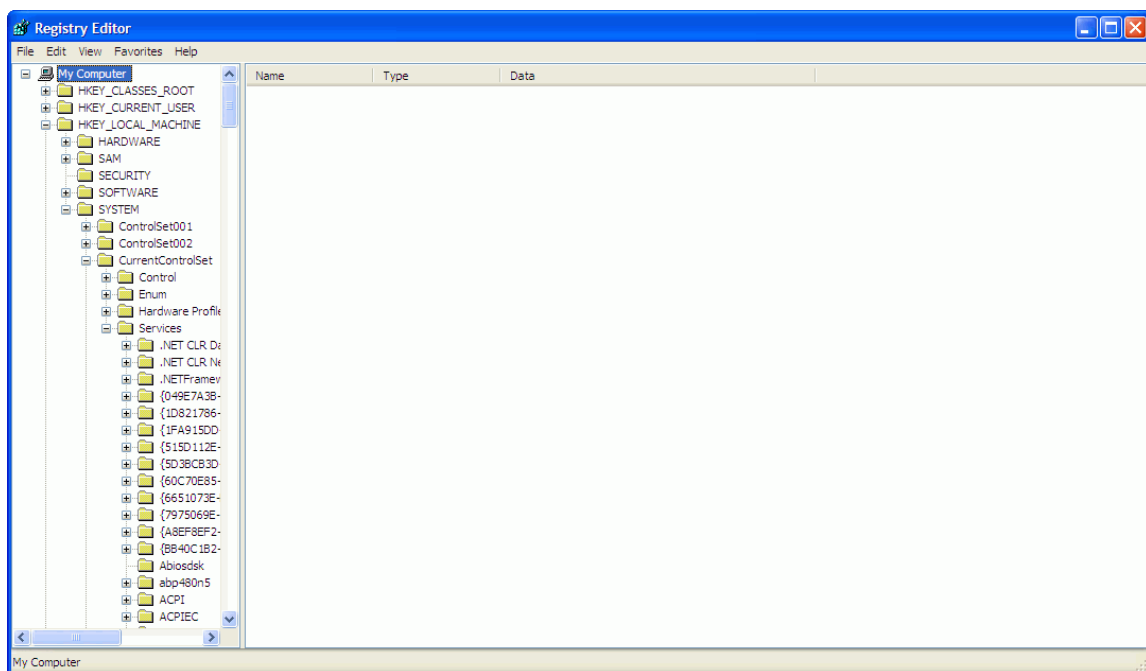 Registry Editor
File Edit View Favorites Help
My Computer
Name Type Data
HKEY_CLASSES_ROOT
HKEY_CURRENT_USER
HKEY_LOCAL_MACHINE
HARDWARE
SAM
SECURITY
SOFTWARE
SYSTEM
ControlSet001
ControlSet002
CurrentControlSet
Control
Enum
Hardware Profile
Services
.NET CLR Da
.NET CLR Ne
.NETFramew
{049E7A3B-
{1D821786-
{1FA915DD
{515D112E-
{5D3BCB3D
{60C70E85-
{6651073E-
{7975069E-
{A8EF8EF2-
{BB40C1B2-
Abiosdsk
abp480n5
ACPI
ACPIEC
My Computer